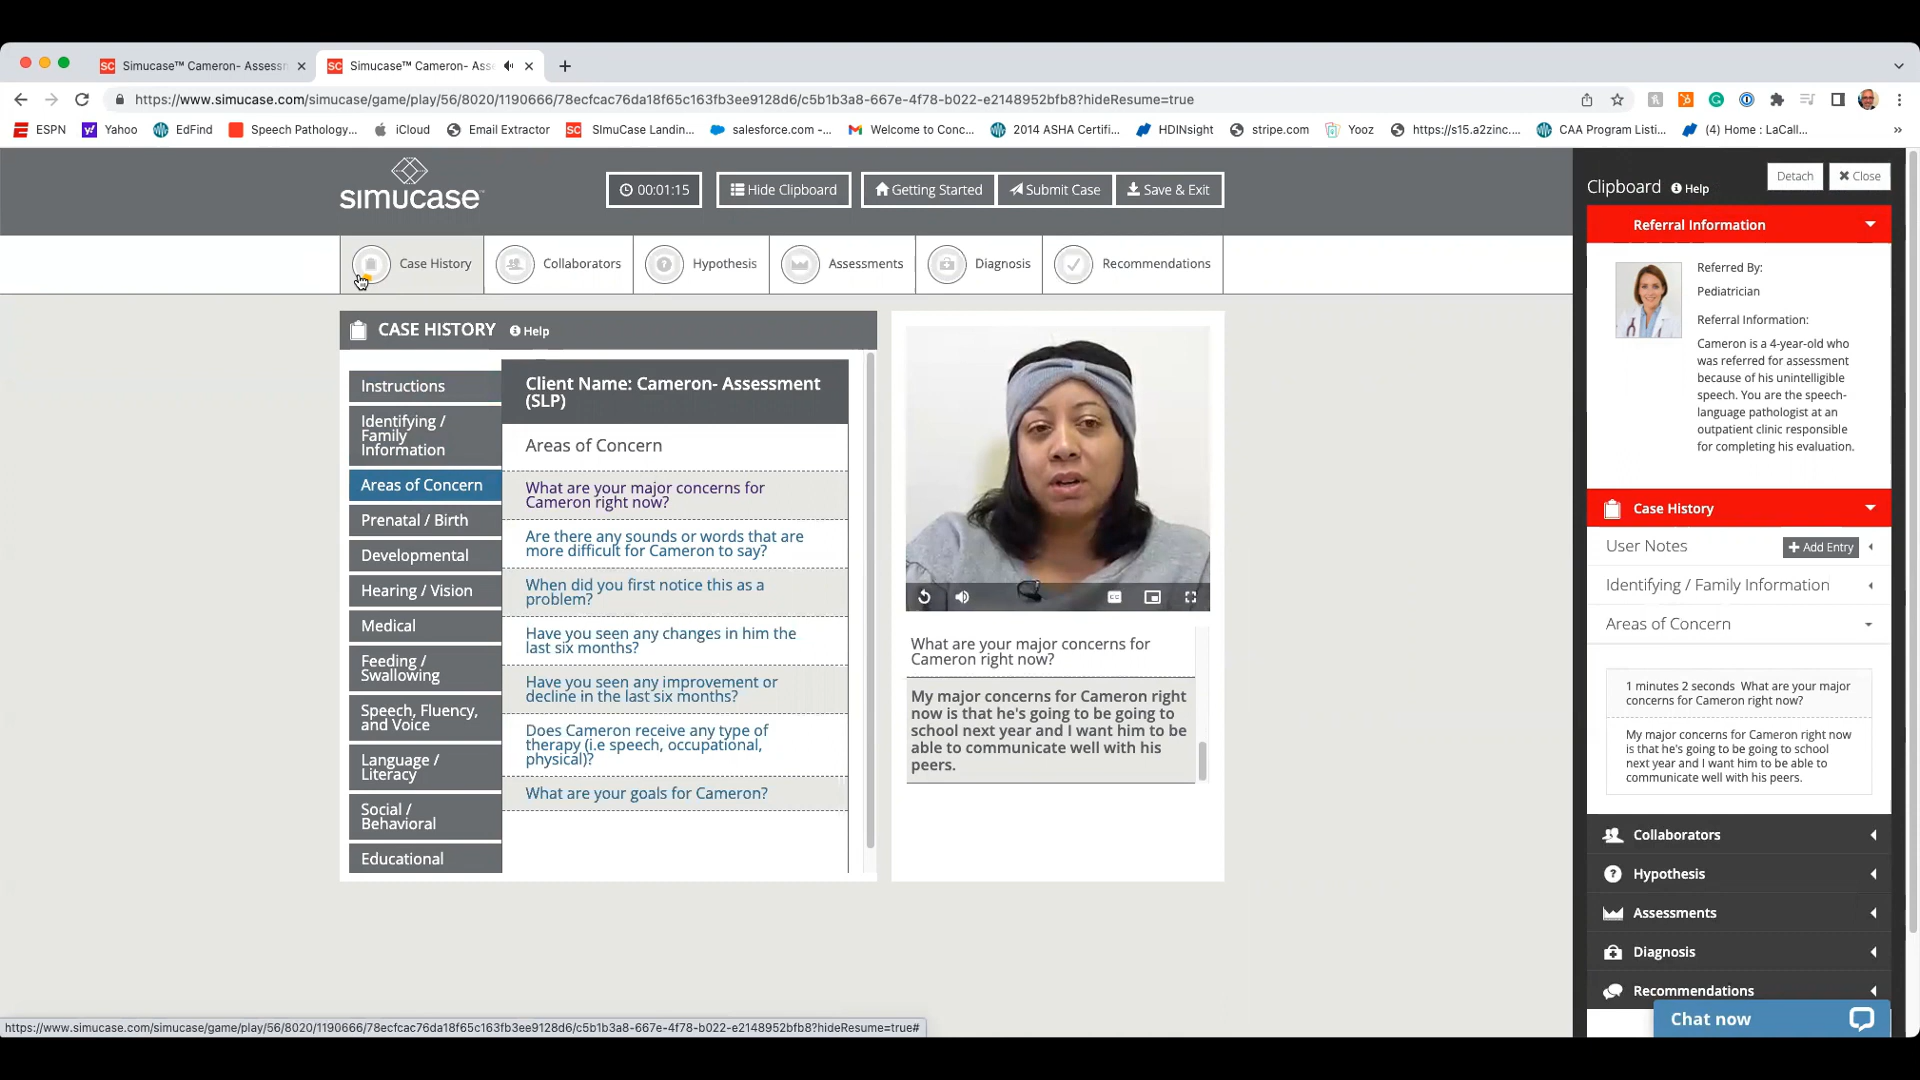 SC Simucase™ Cameron- Assessm
SC Simucase™ Cameron- Asse
https://www.simucase.com/simucase/game/play/56/8020/1190666/78ecfcac76da18f65c163fb3ee9128d6/c5b1b3a8-667e-4f78-b022-e2148952bfb8?hideResume=true
ESPN
Yahoo
EdFind
Speech Pathology...
iCloud
Email Extractor
SC SImuCase Landin...
salesforce.com -...
Welcome to Conc...
2014 ASHA Certifi...
HDINsight
stripe.com
Yooz
https://s15.a2zinc....
CAA Program Listi...
(4) Home : LaCall...
»
simucase™
00:01:15
Hide Clipboard
Getting Started
Submit Case
Save & Exit
Case History
Collaborators
Hypothesis
Assessments
Diagnosis
Recommendations
CASE HISTORY Help
Instructions
Identifying /
Family
Information
Areas of Concern
Prenatal / Birth
Developmental
Hearing / Vision
Medical
Feeding /
Swallowing
Speech, Fluency,
and Voice
Language /
Literacy
Social /
Behavioral
Educational
Client Name: Cameron- Assessment
(SLP)
Areas of Concern
What are your major concerns for
Cameron right now?
Are there any sounds or words that are
more difficult for Cameron to say?
When did you first notice this as a
problem?
Have you seen any changes in him the
last six months?
Have you seen any improvement or
decline in the last six months?
Does Cameron receive any type of
therapy (i.e speech, occupational,
physical)?
What are your goals for Cameron?
CC
What are your major concerns for
Cameron right now?
My major concerns for Cameron right
now is that he's going to be going to
school next year and I want him to be
able to communicate well with his
peers.
Clipboard Help
Detach
Close
Referral Information
Referred By:
Pediatrician
Referral Information:
Cameron is a 4-year-old who
was referred for assessment
because of his unintelligible
speech. You are the speech-
language pathologist at an
outpatient clinic responsible
for completing his evaluation.
Case History
User Notes
Add Entry
Identifying / Family Information
Areas of Concern
1 minutes 2 seconds What are your major
concerns for Cameron right now?
My major concerns for Cameron right now
is that he's going to be going to school
next year and I want him to be able to
communicate well with his peers.
Collaborators
Hypothesis
Assessments
Diagnosis
Recommendations
Chat now
https://www.simucase.com/simucase/game/play/56/8020/1190666/78ecfcac76da18f65c163fb3ee9128d6/c5b1b3a8-667e-4f78-b022-e2148952bfb8?hideResume=true#